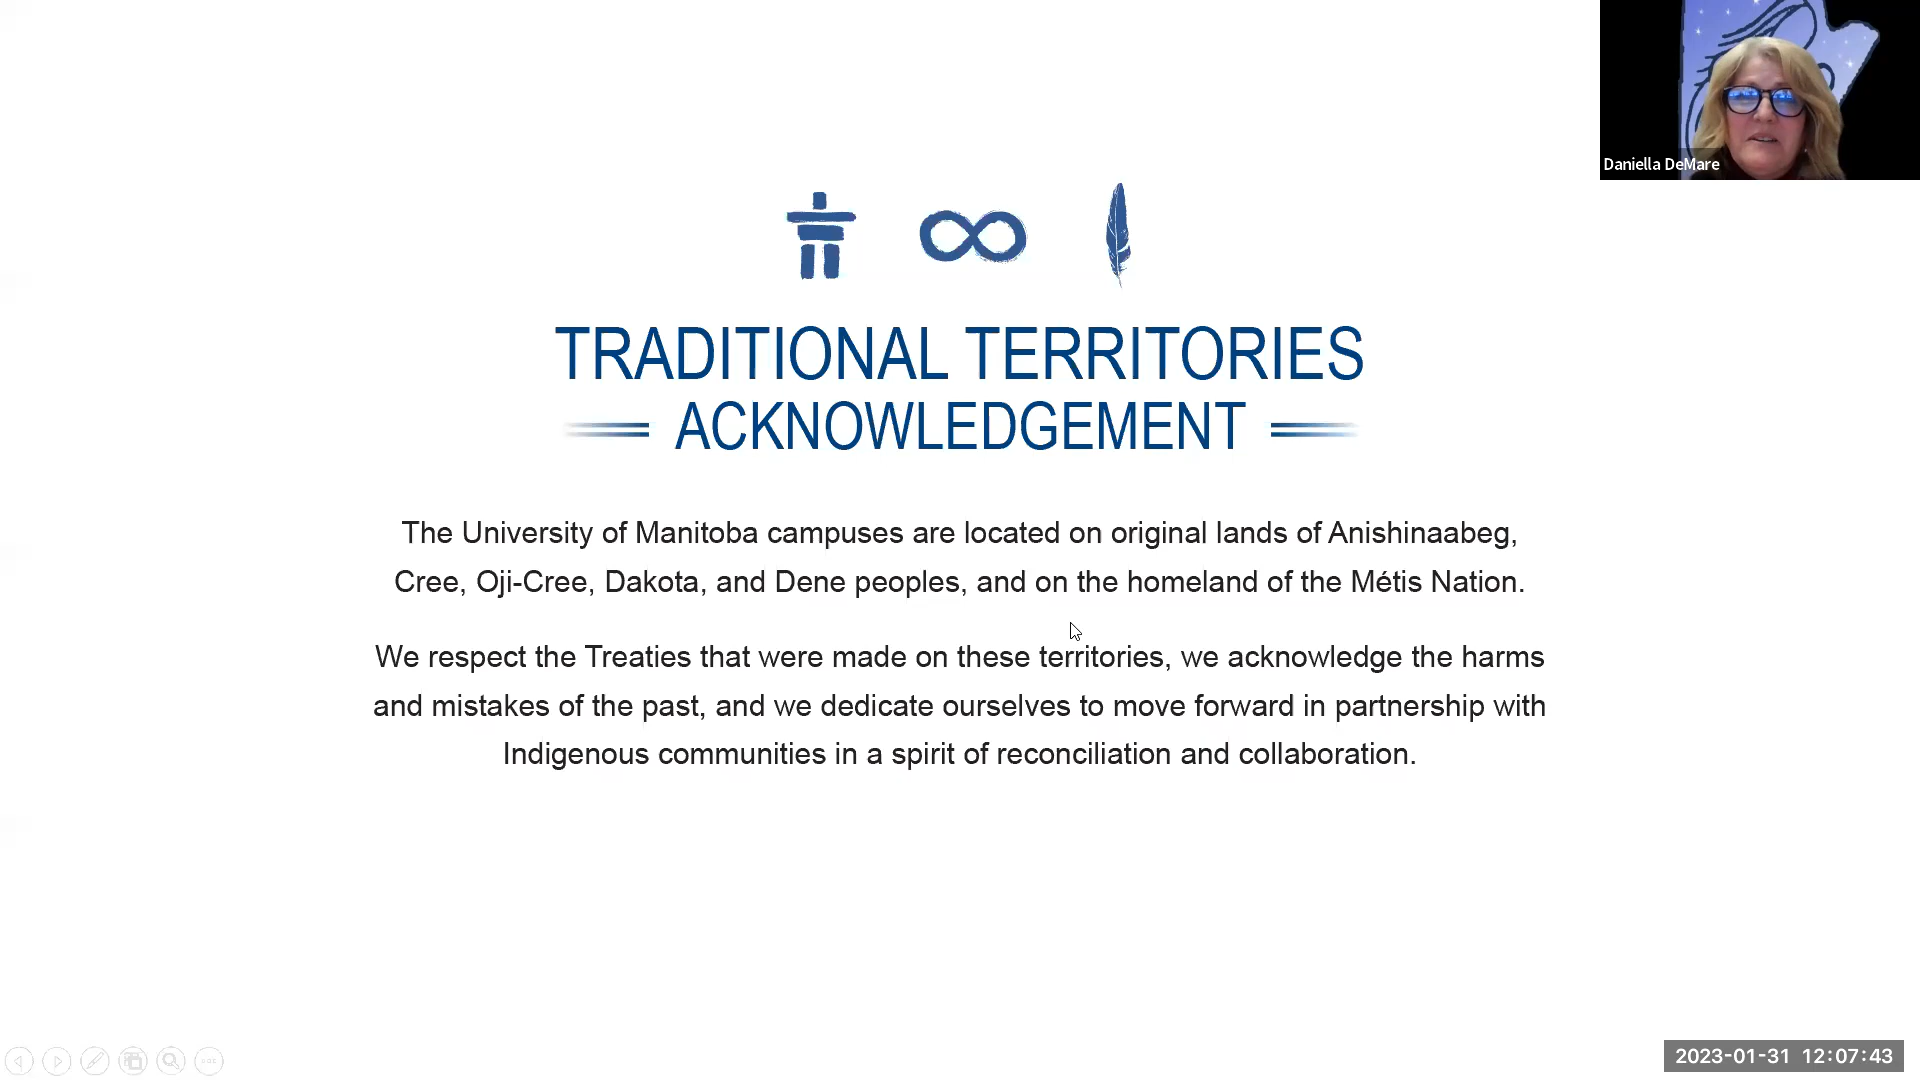 Daniella DeMare
TRADITIONAL TERRITORIES
ACKNOWLEDGEMENT
The University of Manitoba campuses are located on original lands of Anishinaabeg,
Cree, Oji-Cree, Dakota, and Dene peoples, and on the homeland of the Métis Nation.
We respect the Treaties that were made on these territories, we acknowledge the harms
and mistakes of the past, and we dedicate ourselves to move forward in partnership with
Indigenous communities in a spirit of reconciliation and collaboration.
2023-01-31 12:07:43